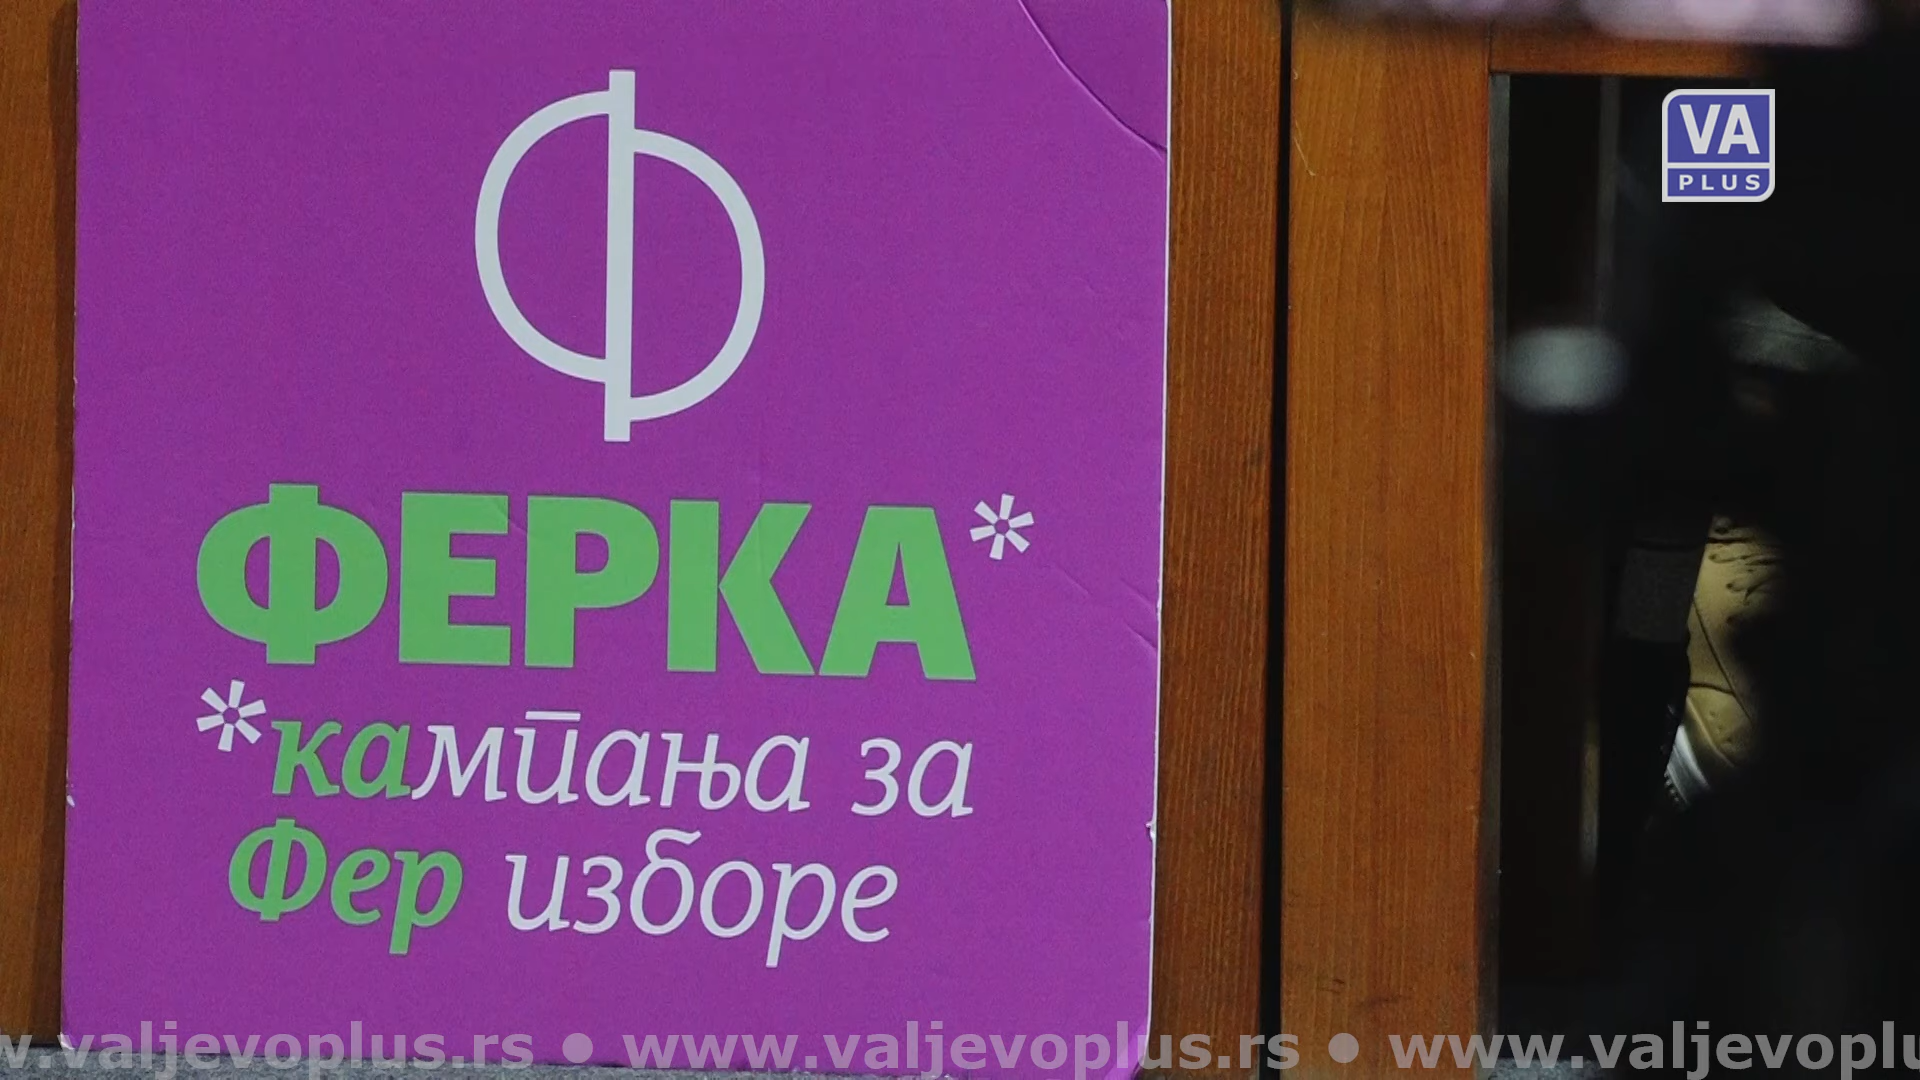 Ф
ФЕРКА*
*кампања за
Фер изборе
VA
PLUS
w.valjevoplus.rs ● www.valjevoplus.rs ● www.valjevoplu